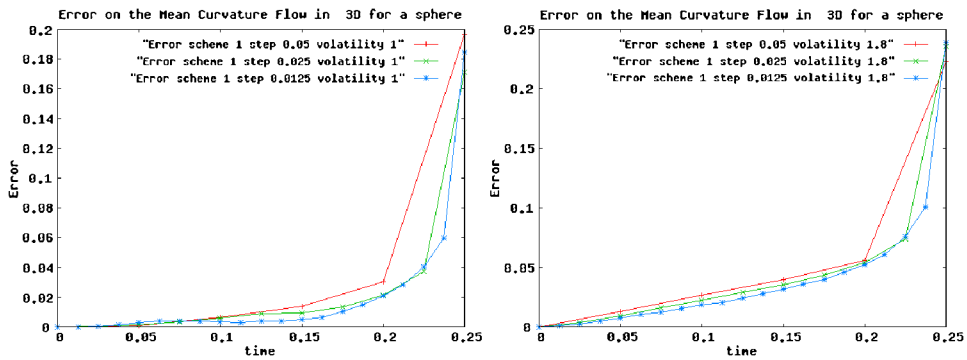 Error on the Mean Curvature Flow in 3D for a sphere
"Error scheme 1 step 0.05 volatility 1"
"Error scheme 1 step 0.025 volatility 1"
"Error scheme 1 step 0.0125 volatility 1"
0.2
0.18
0.16
0.14
0.12
0.1
0.08
0.06
0.04
0.02
0
Error
0 0.05 0.1 0.15 0.2 0.25
time
Error on the Mean Curvature Flow in 3D for a sphere
"Error scheme 1 step 0.05 volatility 1.8"
"Error scheme 1 step 0.025 volatility 1.8"
"Error scheme 1 step 0.0125 volatility 1.8"
0.25
0.2
0.15
0.1
0.05
0
Error
0 0.05 0.1 0.15 0.2 0.25
time